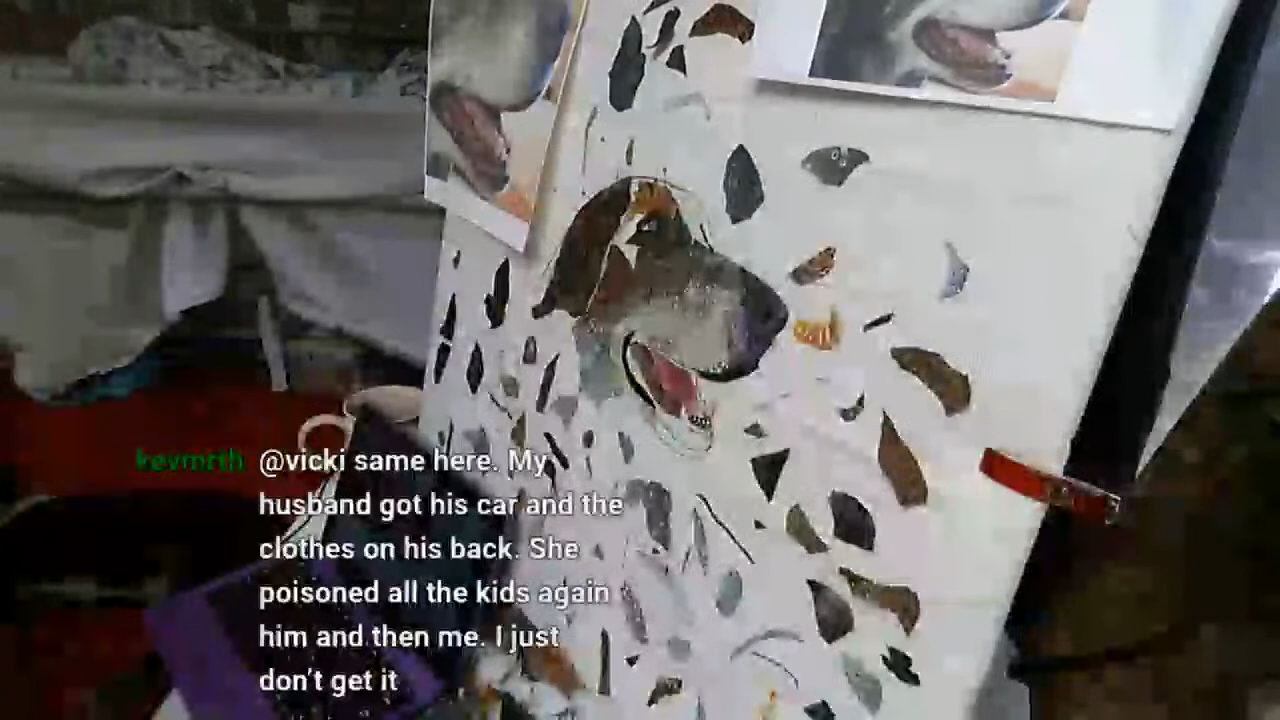 kevmrth @vicki same here. My
husband got his car and the
clothes on his back. She
poisoned all the kids again
him and then me. I just
don't get it